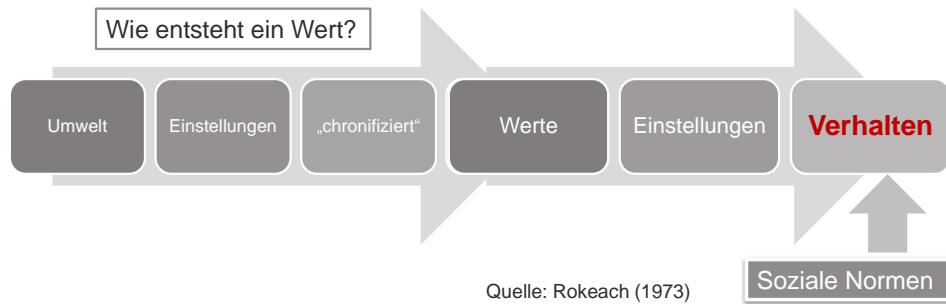 Wie entsteht ein Wert?
Umwelt
Einstellungen
„chronifiziert“
Werte
Einstellungen
Verhalten
Soziale Normen
Quelle: Rokeach (1973)